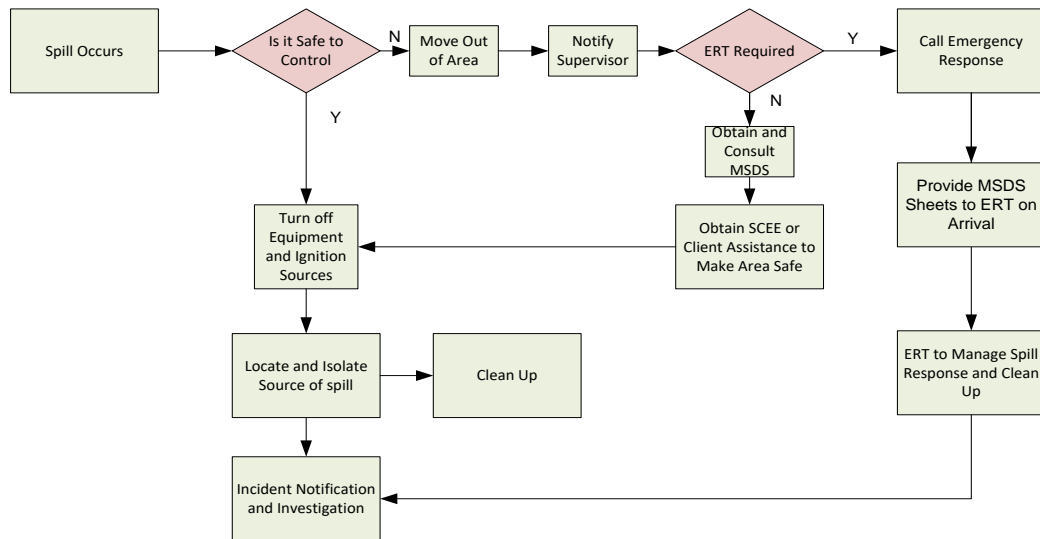 Spill Occurs
Is it Safe to
Control
N
Move Out
of Area
Notify
Supervisor
ERT Required
Y
Call Emergency
Response
Y
N
Obtain and
Consult
MSDS
Provide MSDS
Sheets to ERT on
Arrival
Turn off
Equipment
and Ignition
Sources
Obtain SCEE or
Client Assistance to
Make Area Safe
Locate and Isolate
Source of spill
Clean Up
ERT to Manage Spill
Response and Clean
Up
Incident Notification
and Investigation